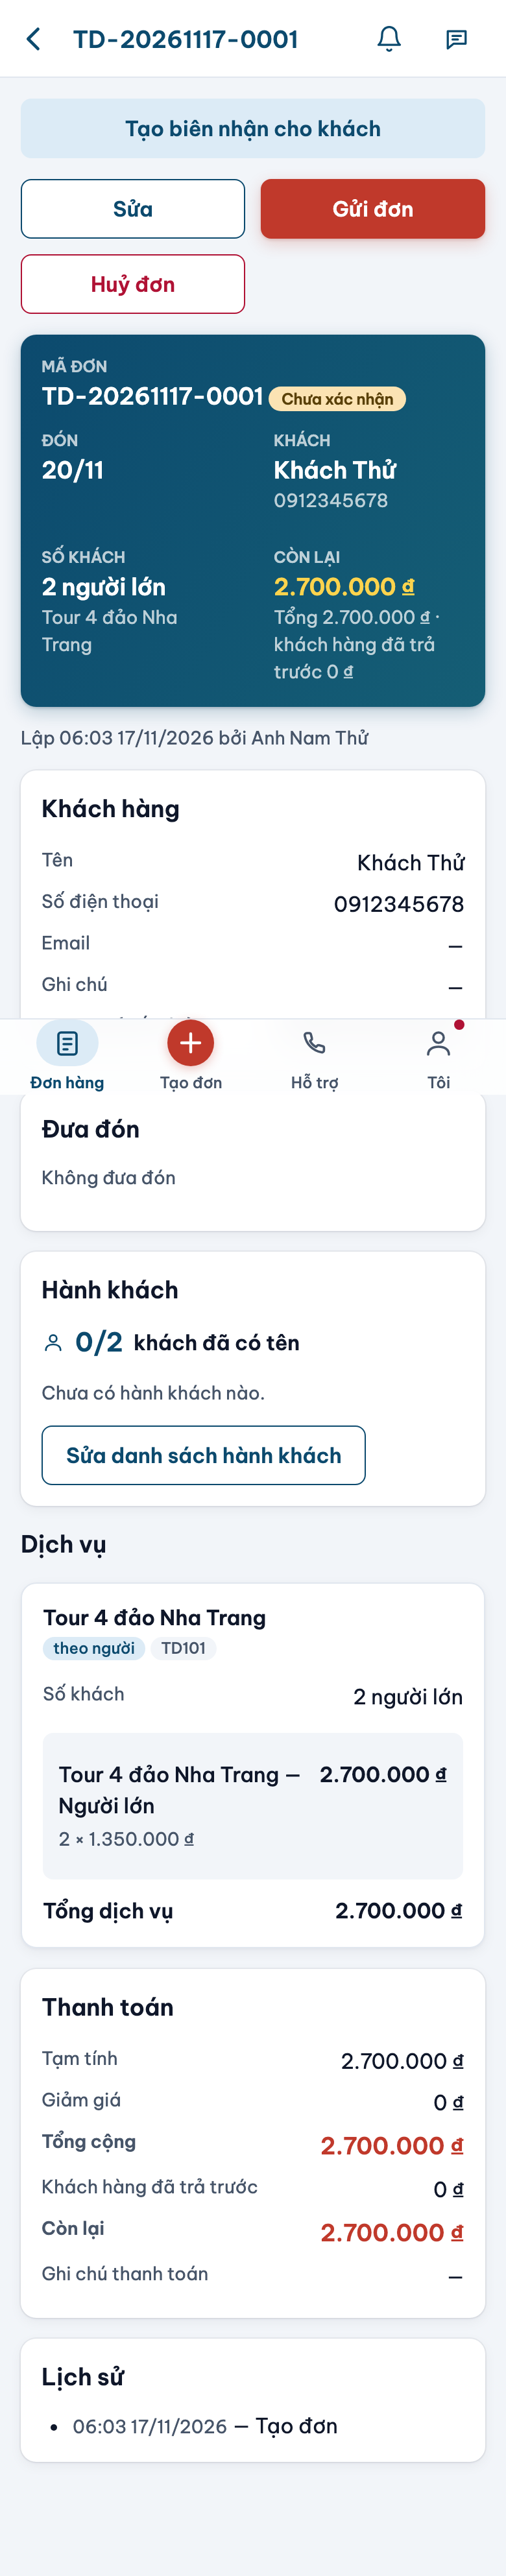 TD-20261117-0001
Tạo biên nhận cho khách
Sửa
Gửi đơn
Huỷ đơn
MÃ ĐƠN
TD-20261117-0001 Chưa xác nhận
ĐÓN
20/11
KHÁCH
Khách Thử
0912345678
SỐ KHÁCH
2 người lớn
Tour 4 đảo Nha
Trang
CÒN LẠI
2.700.000 ₫
Tổng 2.700.000 ₫ ·
khách hàng đã trả
trước 0 ₫
Lập 06:03 17/11/2026 bởi Anh Nam Thử
Khách hàng
Tên Khách Thử
Số điện thoại 0912345678
Email –
Ghi chú –
Đơn hàng
Tạo đơn
Hỗ trợ
Tôi
Đưa đón
Không đưa đón
Hành khách
0/2 khách đã có tên
Chưa có hành khách nào.
Sửa danh sách hành khách
Dịch vụ
Tour 4 đảo Nha Trang
theo người TD101
Số khách 2 người lớn
Tour 4 đảo Nha Trang — 2.700.000 ₫
Người lớn
2 × 1.350.000 ₫
Tổng dịch vụ 2.700.000 ₫
Thanh toán
Tạm tính 2.700.000 ₫
Giảm giá 0 ₫
Tổng cộng 2.700.000 ₫
Khách hàng đã trả trước 0 ₫
Còn lại 2.700.000 ₫
Ghi chú thanh toán –
Lịch sử
• 06:03 17/11/2026 — Tạo đơn